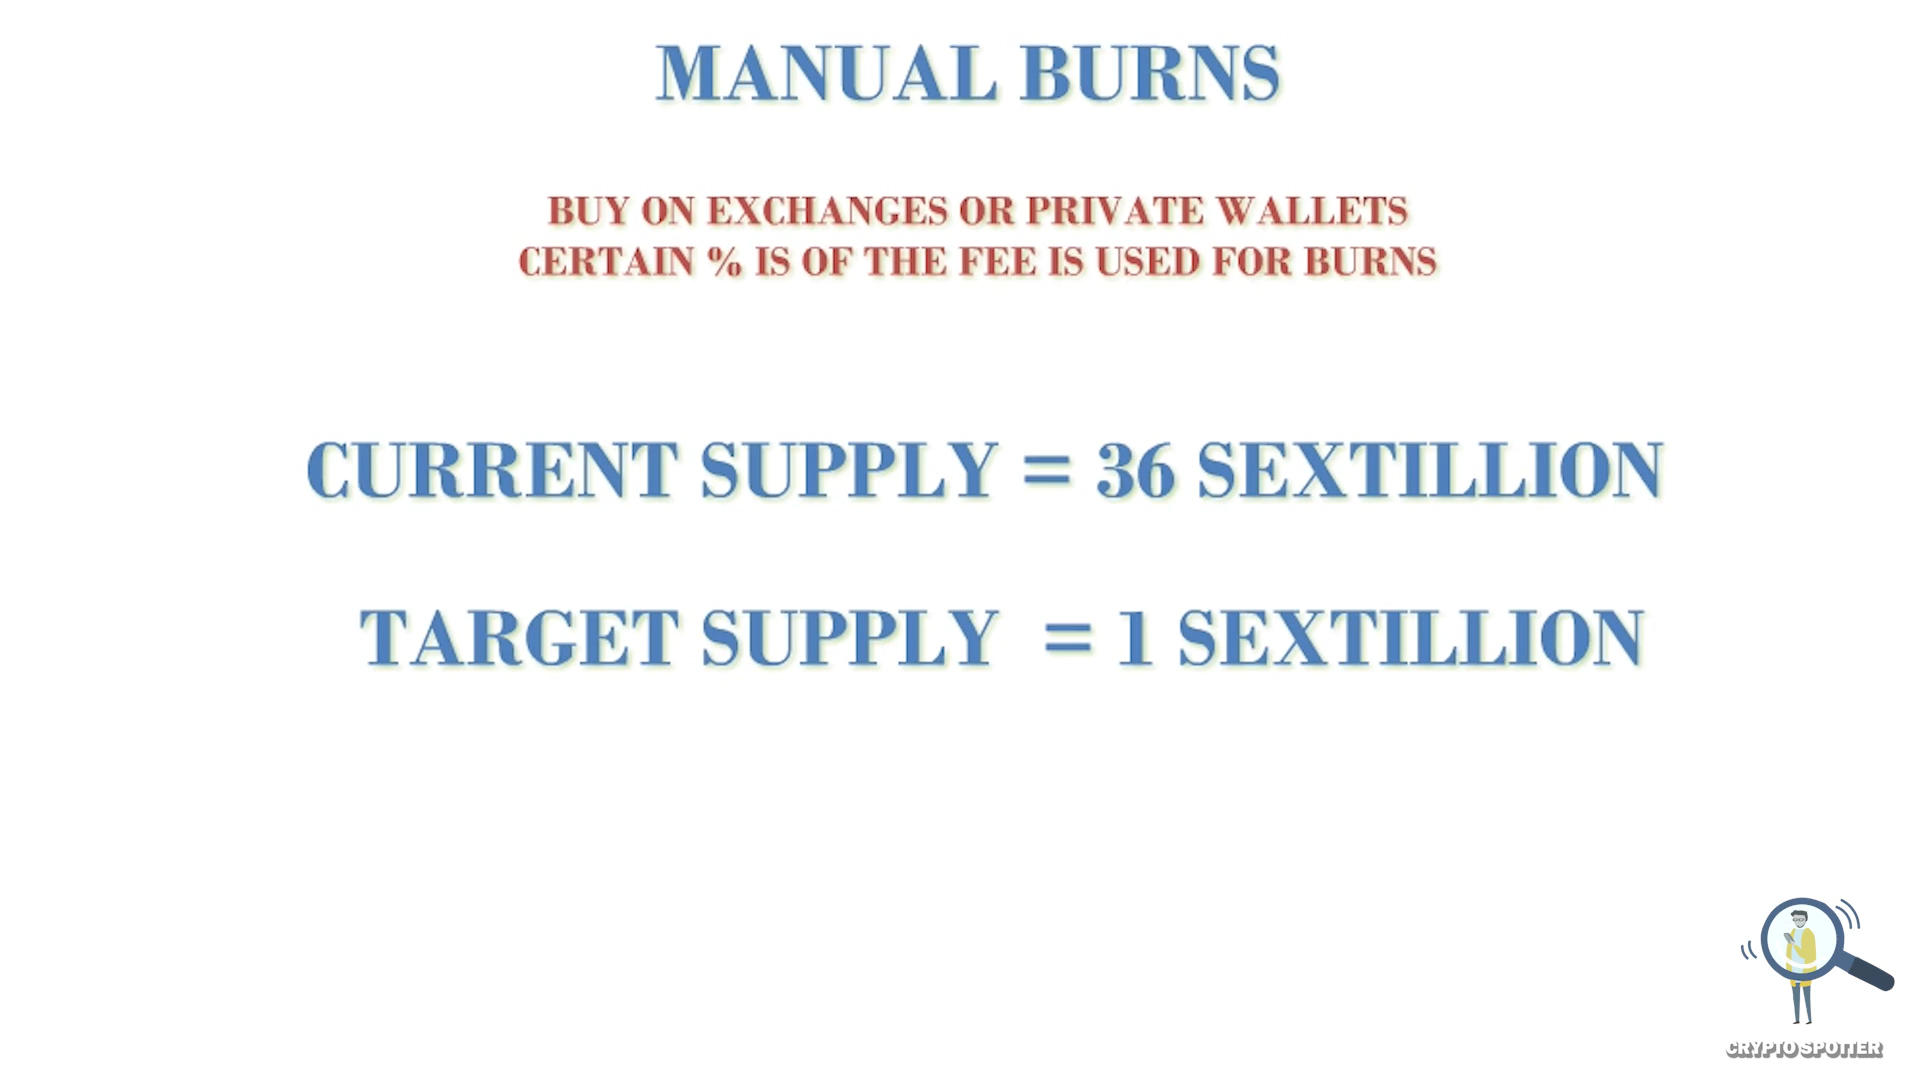 MANUAL BURNS
BUY ON EXCHANGES OR PRIVATE WALLETS
CERTAIN % IS OF THE FEE IS USED FOR BURNS
CURRENT SUPPLY = 36 SEXTILLION
TARGET SUPPLY = 1 SEXTILLION
CRYPTO SPOTTER